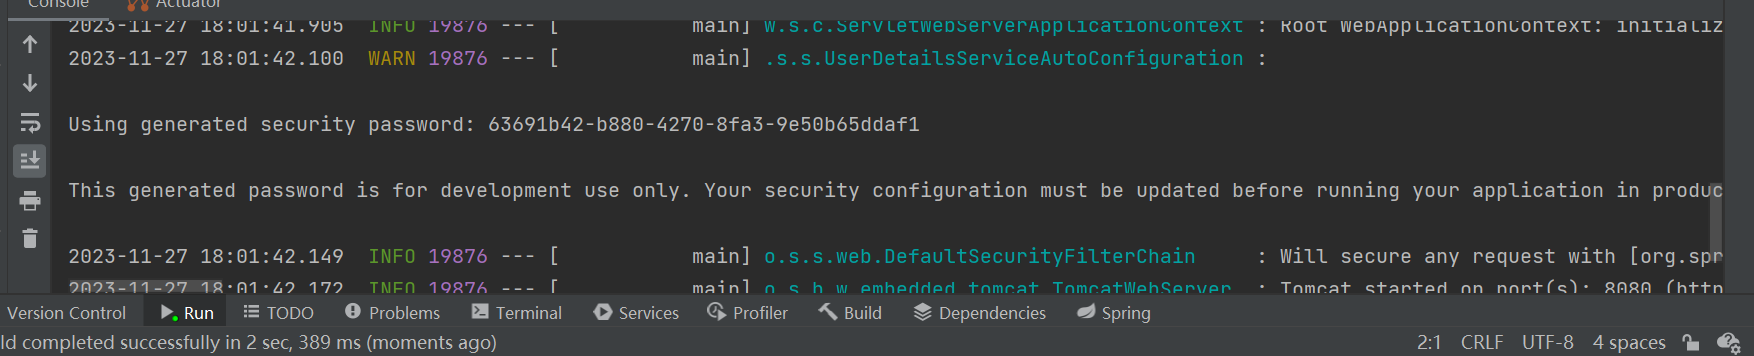 Console Actuator
2023-11-27 18:01:41.905 INFO 19876 --- [ main] w.s.c.ServletWebServerApplicationContext : Root WebApplicationContext: initializ
2023-11-27 18:01:42.100 WARN 19876 --- [ main] .s.s.UserDetailsServiceAutoConfiguration :
Using generated security password: 63691b42-b880-4270-8fa3-9e50b65ddaf1
This generated password is for development use only. Your security configuration must be updated before running your application in produc
2023-11-27 18:01:42.149 INFO 19876 --- [ main] o.s.s.web.DefaultSecurityFilterChain : Will secure any request with [org.spr
2023-11-27 18:01:42.172 INFO 19876 --- [ main] o.s.b.w.embedded.tomcat.TomcatWebServer : Tomcat started on port(s): 8080 (http
Version Control Run TODO Problems Terminal Services Profiler Build Dependencies Spring
ld completed successfully in 2 sec, 389 ms (moments ago) 2:1 CRLF UTF-8 4 spaces